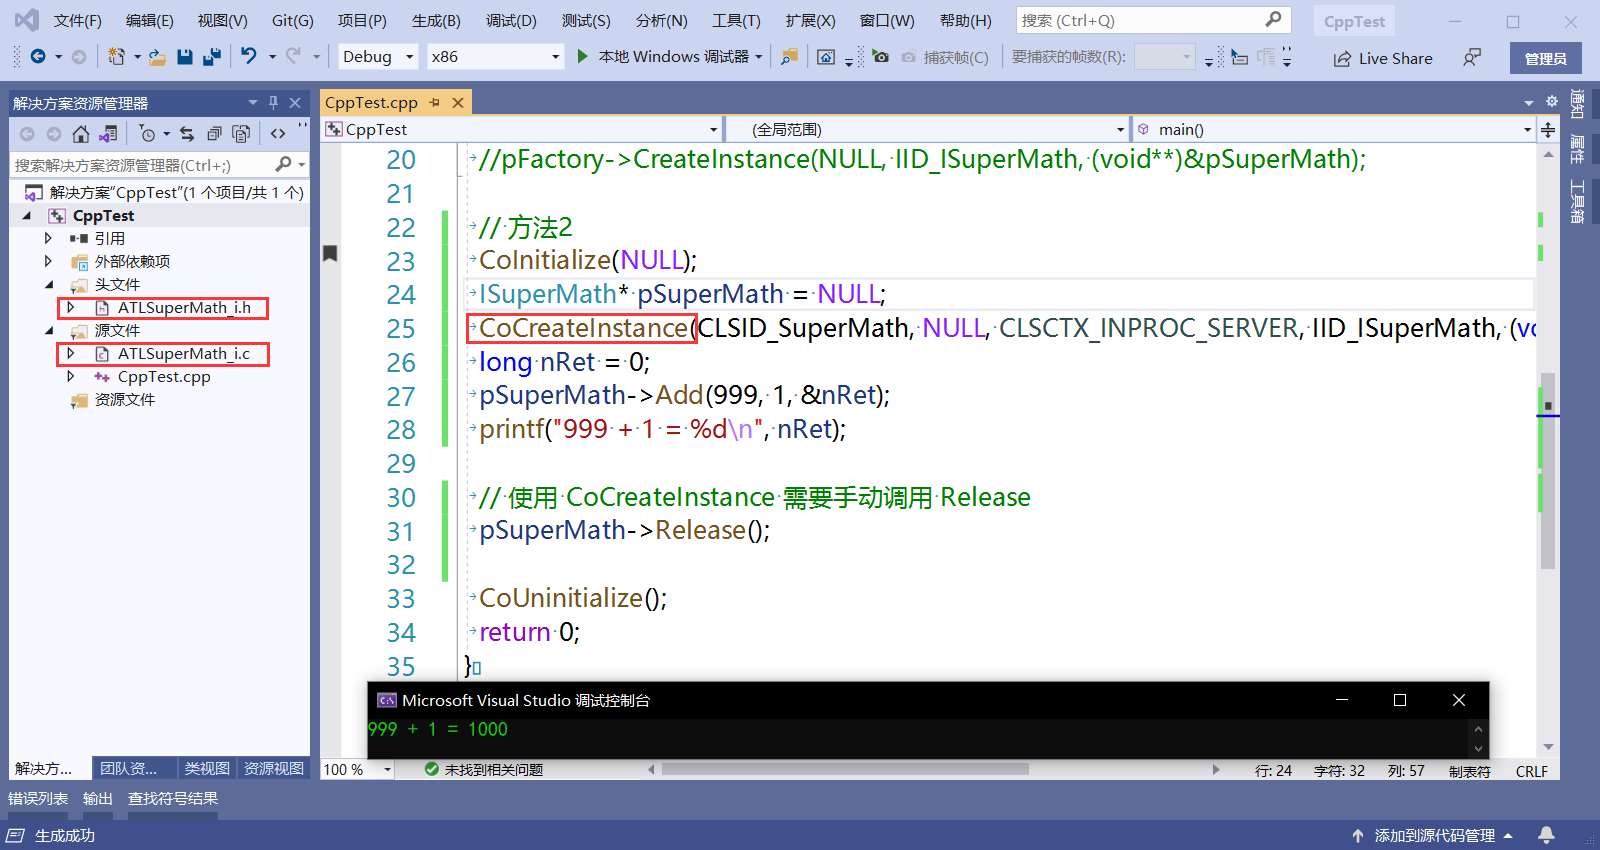 文件(F) 编辑(E) 视图(V) Git(G) 项目(P) 生成(B) 调试(D) 测试(S) 分析(N) 工具(T) 扩展(X) 窗口(W) 帮助(H) 搜索 (Ctrl+Q) CppTest
Debug x86 本地 Windows 调试器 捕获帧(C) 要捕获的帧数(R): Live Share 管理员
解决方案资源管理器
搜索解决方案资源管理器(Ctrl+;)
解决方案"CppTest"(1 个项目/共 1 个)
CppTest
引用
外部依赖项
头文件
ATLSuperMath_i.h
源文件
ATLSuperMath_i.c
CppTest.cpp
资源文件
解决方... 团队资... 类视图 资源视图
CppTest.cpp
CppTest (全局范围) main()
20 //pFactory->CreateInstance(NULL, IID_ISuperMath, (void**)&pSuperMath);
21
22 // 方法2
23 CoInitialize(NULL);
24 ISuperMath* pSuperMath = NULL;
25 CoCreateInstance(CLSID_SuperMath, NULL, CLSCTX_INPROC_SERVER, IID_ISuperMath, (vo
26 long nRet = 0;
27 pSuperMath->Add(999, 1, &nRet);
28 printf("999 + 1 = %d\n", nRet);
29
30 // 使用 CoCreateInstance 需要手动调用 Release
31 pSuperMath->Release();
32
33 CoUninitialize();
34 return 0;
35 }
Microsoft Visual Studio 调试控制台
999 + 1 = 1000
100 % 未找到相关问题 行: 24 字符: 32 列: 57 制表符 CRLF
通知
属性
工具箱
错误列表 输出 查找符号结果
生成成功 添加到源代码管理